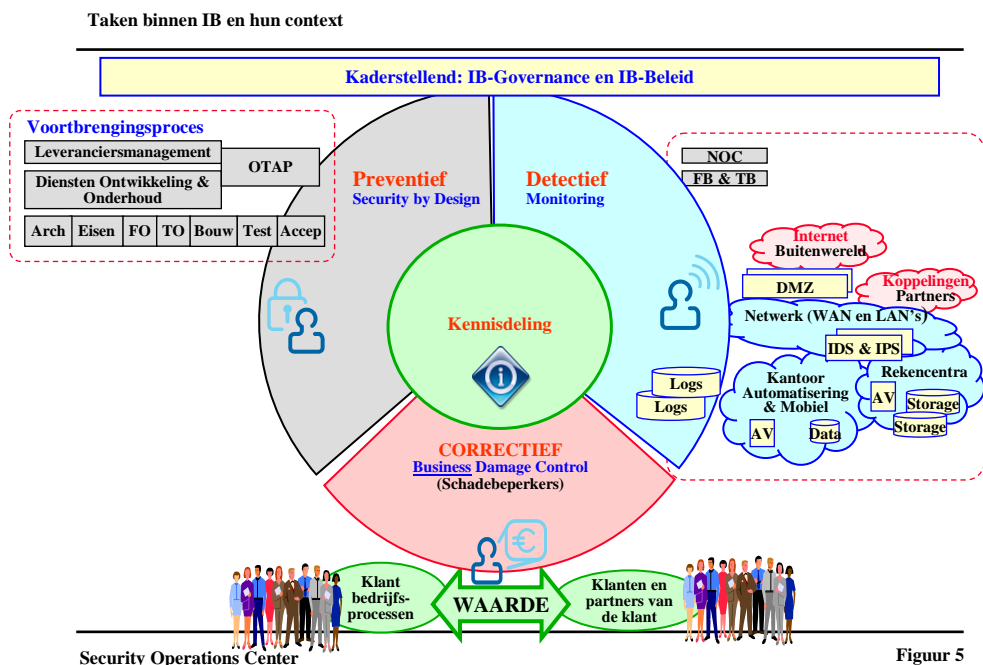 Taken binnen IB en hun context
Kaderstellend: IB-Governance en IB-Beleid
Voortbrengingsproces
Leveranciersmanagement
OTAP
Diensten Ontwikkeling &
Onderhoud
Arch Eisen FO TO Bouw Test Accep
Preventief
Security by Design
Detectief
Monitoring
NOC
FB & TB
Internet
Buitenwereld
DMZ
Koppelingen
Partners
Netwerk (WAN en LAN's)
IDS & IPS
Kantoor
Automatisering
& Mobiel
AV
Data
Rekencentra
AV
Storage
Storage
Logs
Logs
Kennisdeling
i
CORRECTIEF
Business Damage Control
(Schadebeperkers)
€
Klant
bedrijfs-
processen
WAARDE
Klanten en
partners van
de klant
Security Operations Center
Figuur 5